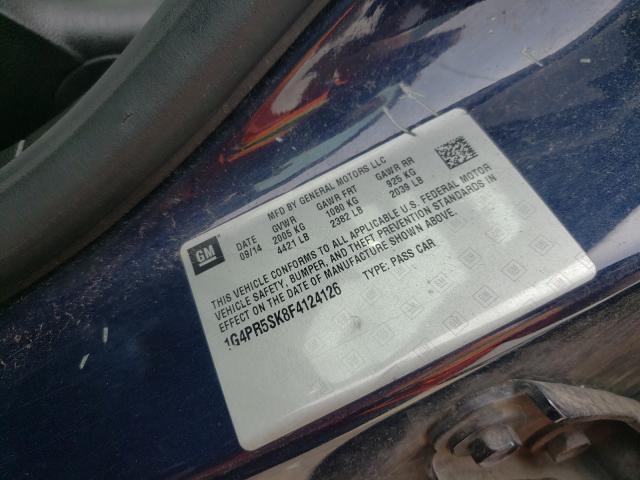 GM
MFD BY GENERAL MOTORS LLC
DATE GVWR GAWR FRT GAWR RR
09/14 2005 KG 1080 KG 925 KG
4421 LB 2382 LB 2039 LB
THIS VEHICLE CONFORMS TO ALL APPLICABLE U.S. FEDERAL MOTOR
VEHICLE SAFETY, BUMPER, AND THEFT PREVENTION STANDARDS IN
EFFECT ON THE DATE OF MANUFACTURE SHOWN ABOVE.
1G4PR5SK8F4124126 TYPE: PASS CAR